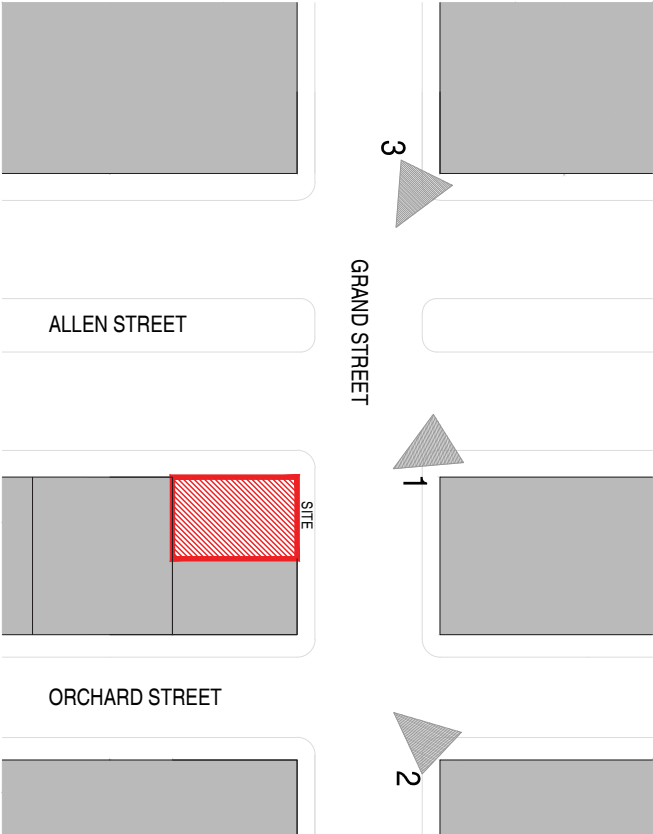 3
GRAND STREET
ALLEN STREET
1
SITE
ORCHARD STREET
2